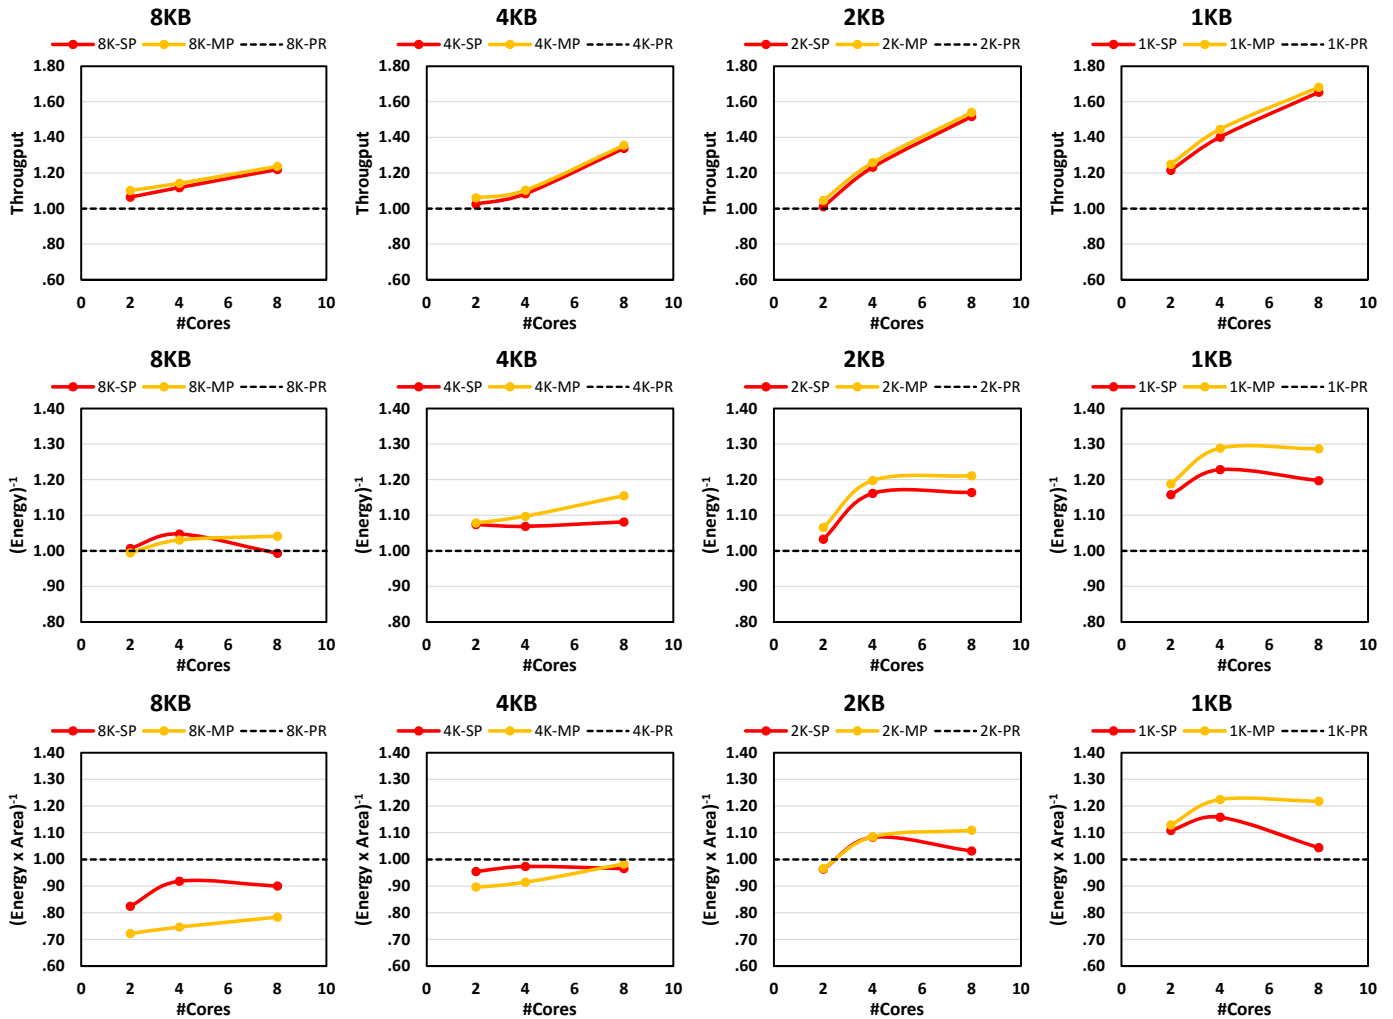 8KB
8K-SP 8K-MP 8K-PR
1.80
1.60
1.40
1.20
1.00
.80
.60
Througput
0 2 4 6 8 10
#Cores
4KB
4K-SP 4K-MP 4K-PR
1.80
1.60
1.40
1.20
1.00
.80
.60
Througput
0 2 4 6 8 10
#Cores
2KB
2K-SP 2K-MP 2K-PR
1.80
1.60
1.40
1.20
1.00
.80
.60
Througput
0 2 4 6 8 10
#Cores
1KB
1K-SP 1K-MP 1K-PR
1.80
1.60
1.40
1.20
1.00
.80
.60
Througput
0 2 4 6 8 10
#Cores
8KB
8K-SP 8K-MP 8K-PR
1.40
1.30
1.20
1.10
1.00
.90
.80
(Energy)-1
0 2 4 6 8 10
#Cores
4KB
4K-SP 4K-MP 4K-PR
1.40
1.30
1.20
1.10
1.00
.90
.80
(Energy)-1
0 2 4 6 8 10
#Cores
2KB
2K-SP 2K-MP 2K-PR
1.40
1.30
1.20
1.10
1.00
.90
.80
(Energy)-1
0 2 4 6 8 10
#Cores
1KB
1K-SP 1K-MP 1K-PR
1.40
1.30
1.20
1.10
1.00
.90
.80
(Energy)-1
0 2 4 6 8 10
#Cores
8KB
8K-SP 8K-MP 8K-PR
1.40
1.30
1.20
1.10
1.00
.90
.80
.70
.60
(Energy x Area)-1
0 2 4 6 8 10
#Cores
4KB
4K-SP 4K-MP 4K-PR
1.40
1.30
1.20
1.10
1.00
.90
.80
.70
.60
(Energy x Area)-1
0 2 4 6 8 10
#Cores
2KB
2K-SP 2K-MP 2K-PR
1.40
1.30
1.20
1.10
1.00
.90
.80
.70
.60
(Energy x Area)-1
0 2 4 6 8 10
#Cores
1KB
1K-SP 1K-MP 1K-PR
1.40
1.30
1.20
1.10
1.00
.90
.80
.70
.60
(Energy x Area)-1
0 2 4 6 8 10
#Cores